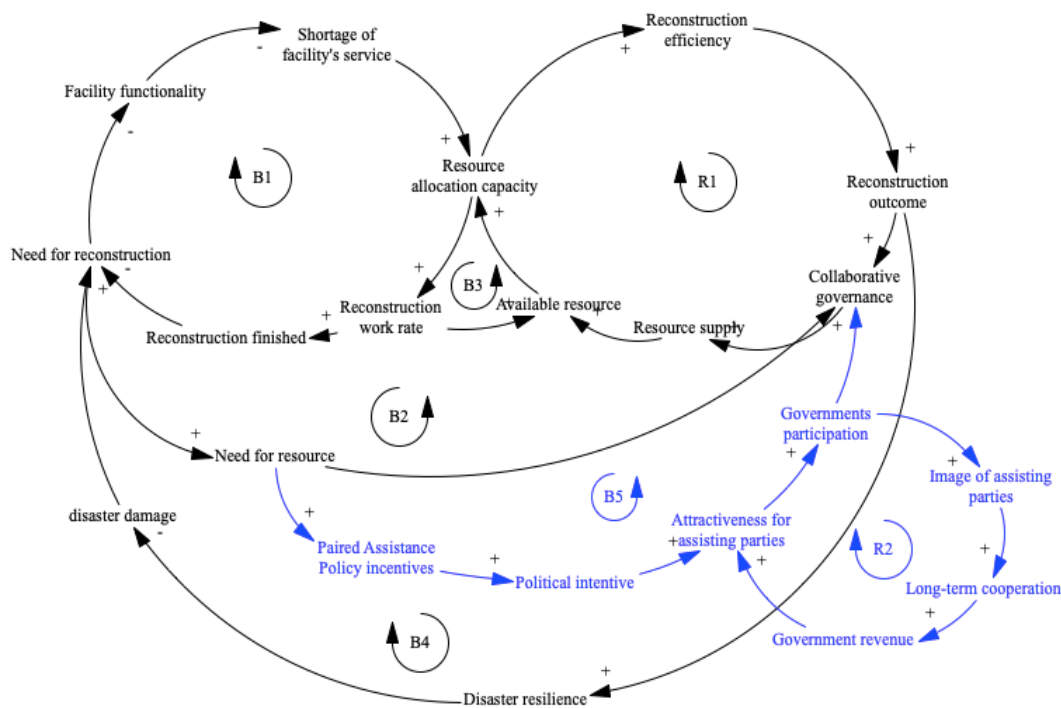 Reconstruction
efficiency
+
Shortage of
facility's service
-
Facility functionality
-
+
+
Resource
allocation capacity
+
Reconstruction
outcome
B1
R1
+
Need for reconstruction
-
+
+
B3
+
Collaborative
governance
+
Reconstruction
work rate
+
Available resource
+
Resource supply
+
+
Reconstruction finished
B2
Governments
participation
+
Need for resource
+
+
Image of assisting
parties
B5
disaster damage
-
+
Attractiveness for
assisting parties
+
+
R2
Paired Assistance
Policy incentives
+
Political intentive
+
Long-term cooperation
+
Government revenue
B4
+
Disaster resilience